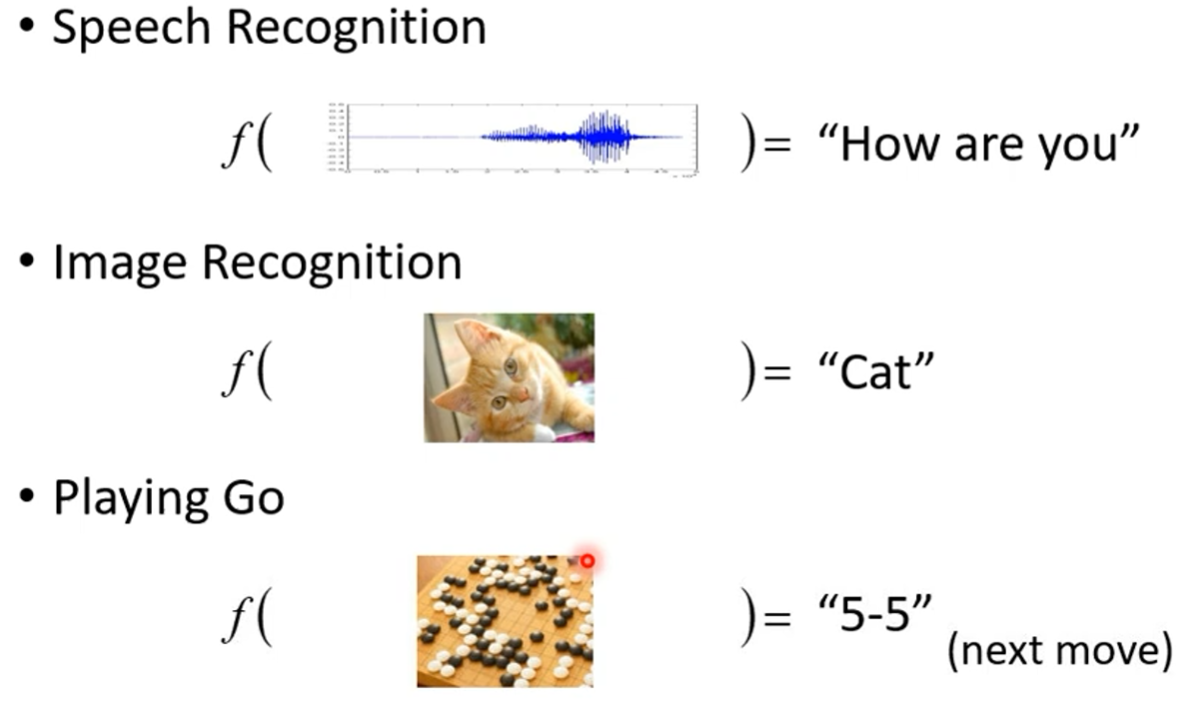 • Speech Recognition
f( )= “How are you”
• Image Recognition
f( )= “Cat”
• Playing Go
f( )= “5-5”
(next move)